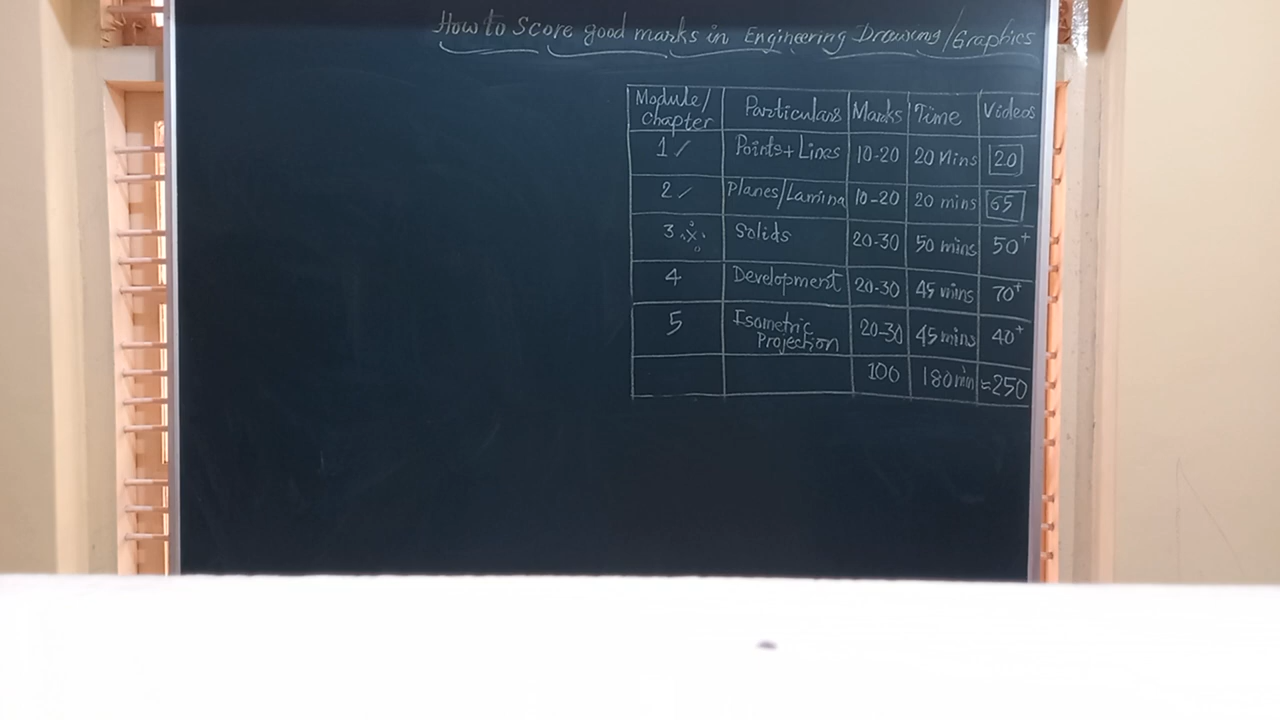 How to Score good marks in Engineering Drawing/Graphics
Module/Chapter Particulars Marks Time Videos
1 ✓ Points+Lines 10-20 20 Mins 20
2 ✓ Planes/Lamina 10-20 20 mins 65
3 Solids 20-30 50 mins 50+
4 Development 20-30 45 mins 70+
5 Isometric Projection 20-30 45 mins 40+
100 180 min ≈250